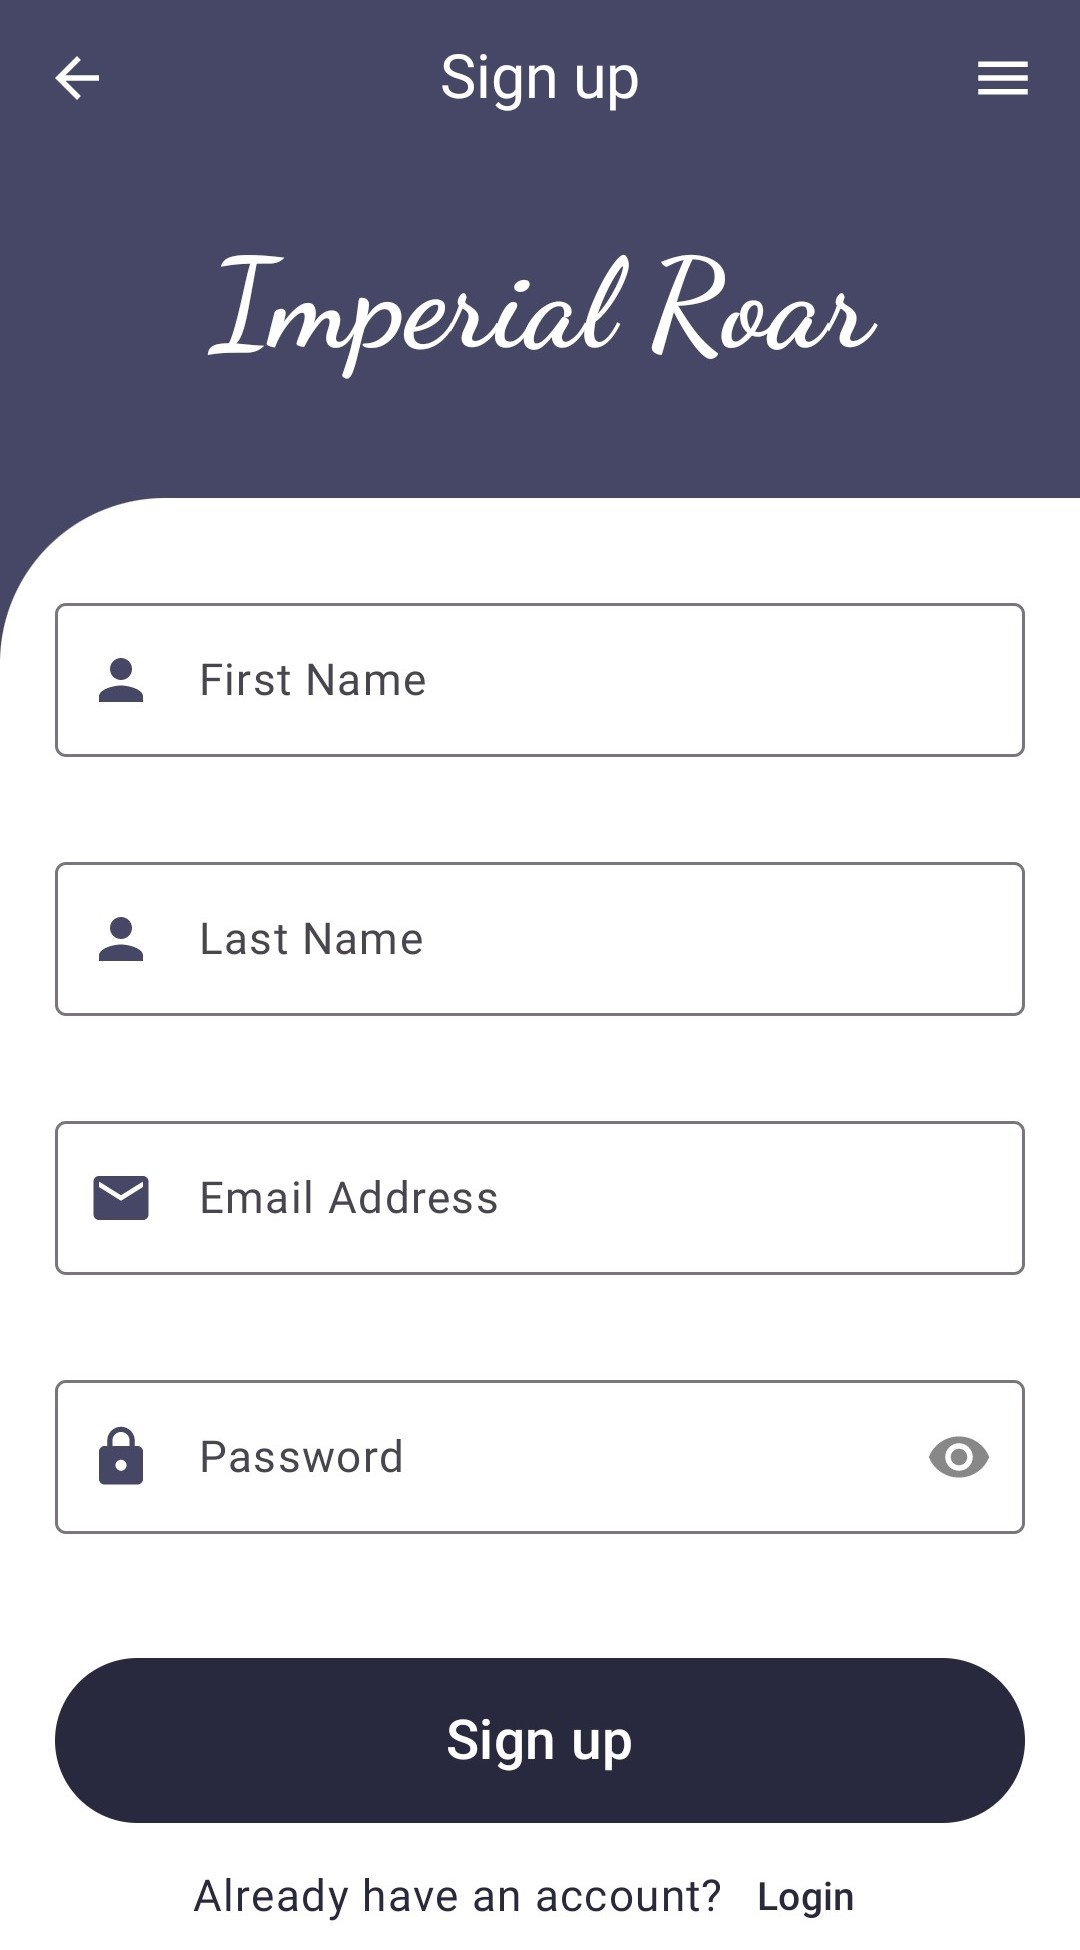 Sign up
Imperial Roar
First Name
Last Name
Email Address
Password
Sign up
Already have an account? Login